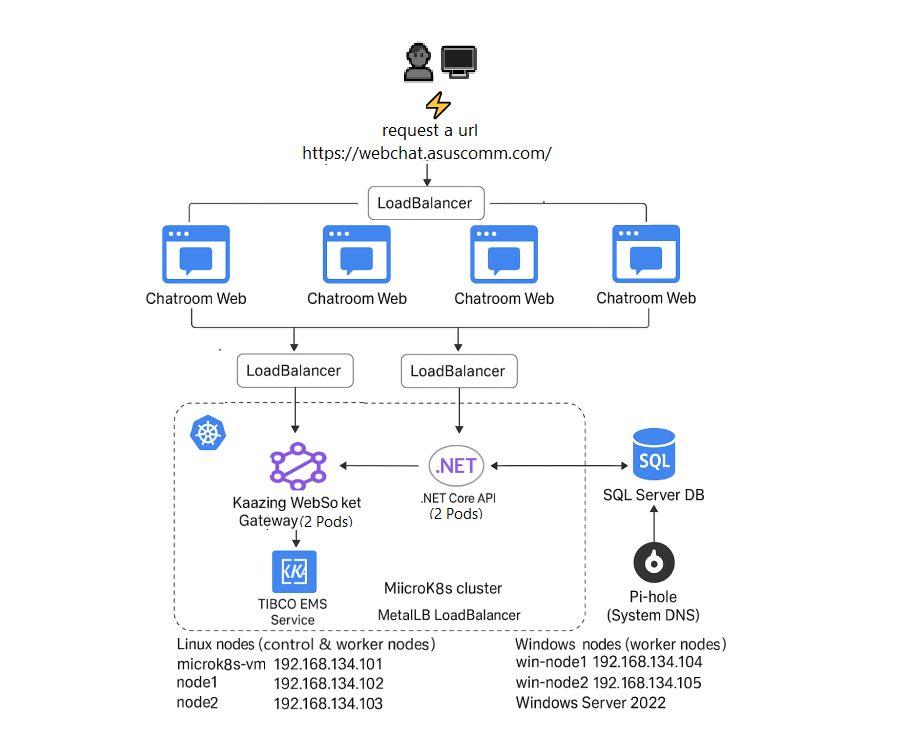 request a url
https://webchat.asuscomm.com/
LoadBalancer
Chatroom Web
Chatroom Web
Chatroom Web
Chatroom Web
LoadBalancer
LoadBalancer
.NET
SQL
Kaazing WebSo ket
Gateway(2 Pods)
.NET Core API
(2 Pods)
SQL Server DB
KKA
TIBCO EMS
Service
MiicroK8s cluster
MetalLB LoadBalancer
Pi-hole
(System DNS)
Linux nodes (control & worker nodes)
microk8s-vm 192.168.134.101
node1 192.168.134.102
node2 192.168.134.103
Windows nodes (worker nodes)
win-node1 192.168.134.104
win-node2 192.168.134.105
Windows Server 2022